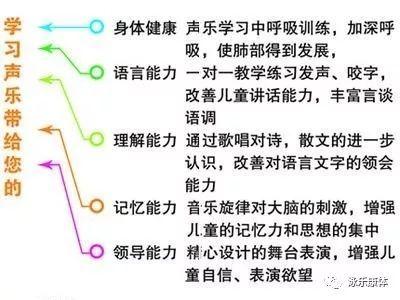 学习声乐带给您的
身体健康 声乐学习中呼吸训练，加深呼
吸，使肺部得到发展，
语言能力 一对一教学练习发声、咬字，
改善儿童讲话能力，丰富言谈
语调
理解能力 通过歌唱对诗，散文的进一步
认识，改善对语言文字的领会
能力
记忆能力 音乐旋律对大脑的刺激，增强
儿童的记忆力和思想的集中
领导能力 精心设计的舞台表演，增强儿
童自信、表演欲望
泳乐康体